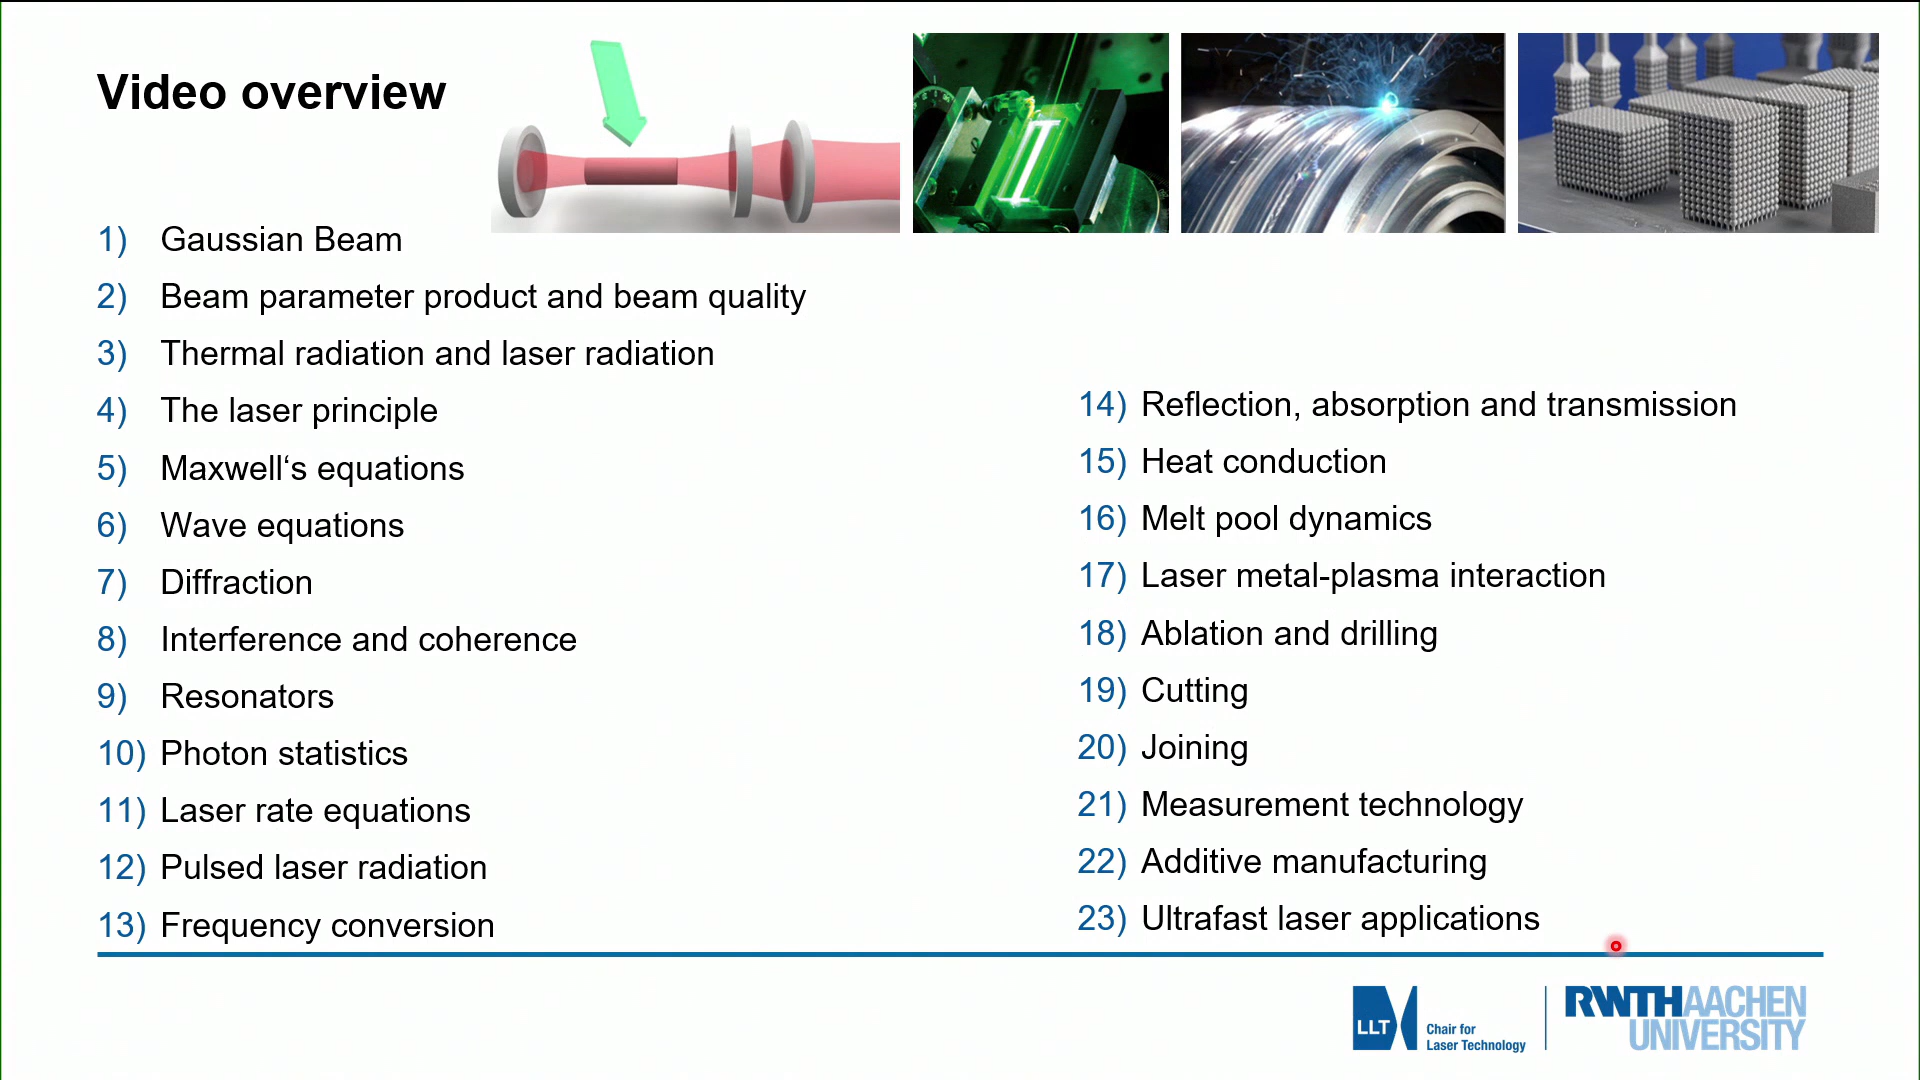 Video overview
1) Gaussian Beam
2) Beam parameter product and beam quality
3) Thermal radiation and laser radiation
4) The laser principle
5) Maxwell‘s equations
6) Wave equations
7) Diffraction
8) Interference and coherence
9) Resonators
10) Photon statistics
11) Laser rate equations
12) Pulsed laser radiation
13) Frequency conversion
14) Reflection, absorption and transmission
15) Heat conduction
16) Melt pool dynamics
17) Laser metal-plasma interaction
18) Ablation and drilling
19) Cutting
20) Joining
21) Measurement technology
22) Additive manufacturing
23) Ultrafast laser applications
LLT
Chair for
Laser Technology
RWTHAACHEN
UNIVERSITY